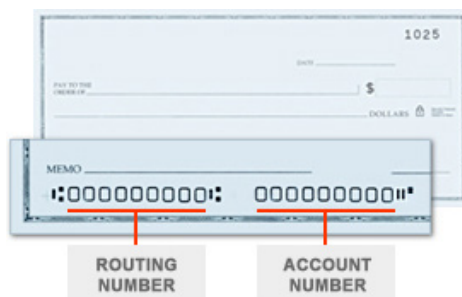 1025
DATE
PAY TO THE
ORDER OF
$
DOLLARS
MEMO
⑆000000000⑆ 000000000⑈
ROUTING
NUMBER
ACCOUNT
NUMBER